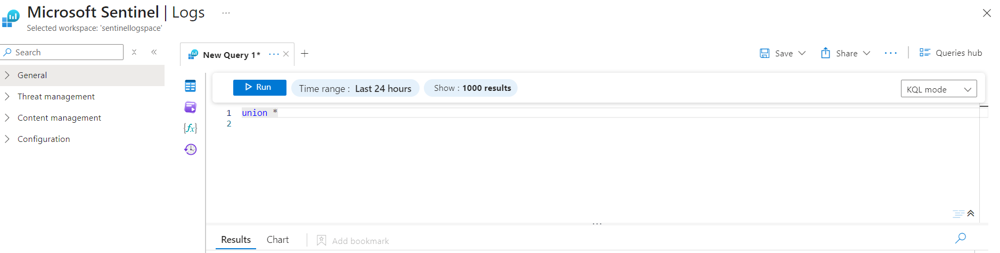 Microsoft Sentinel | Logs ...
Selected workspace: 'sentinellogspace'
Search
General
Threat management
Content management
Configuration
New Query 1* ...
Save
Share
...
Queries hub
Run
Time range : Last 24 hours
Show : 1000 results
KQL mode
{fx}
1 union *
2
...
Results
Chart
Add bookmark